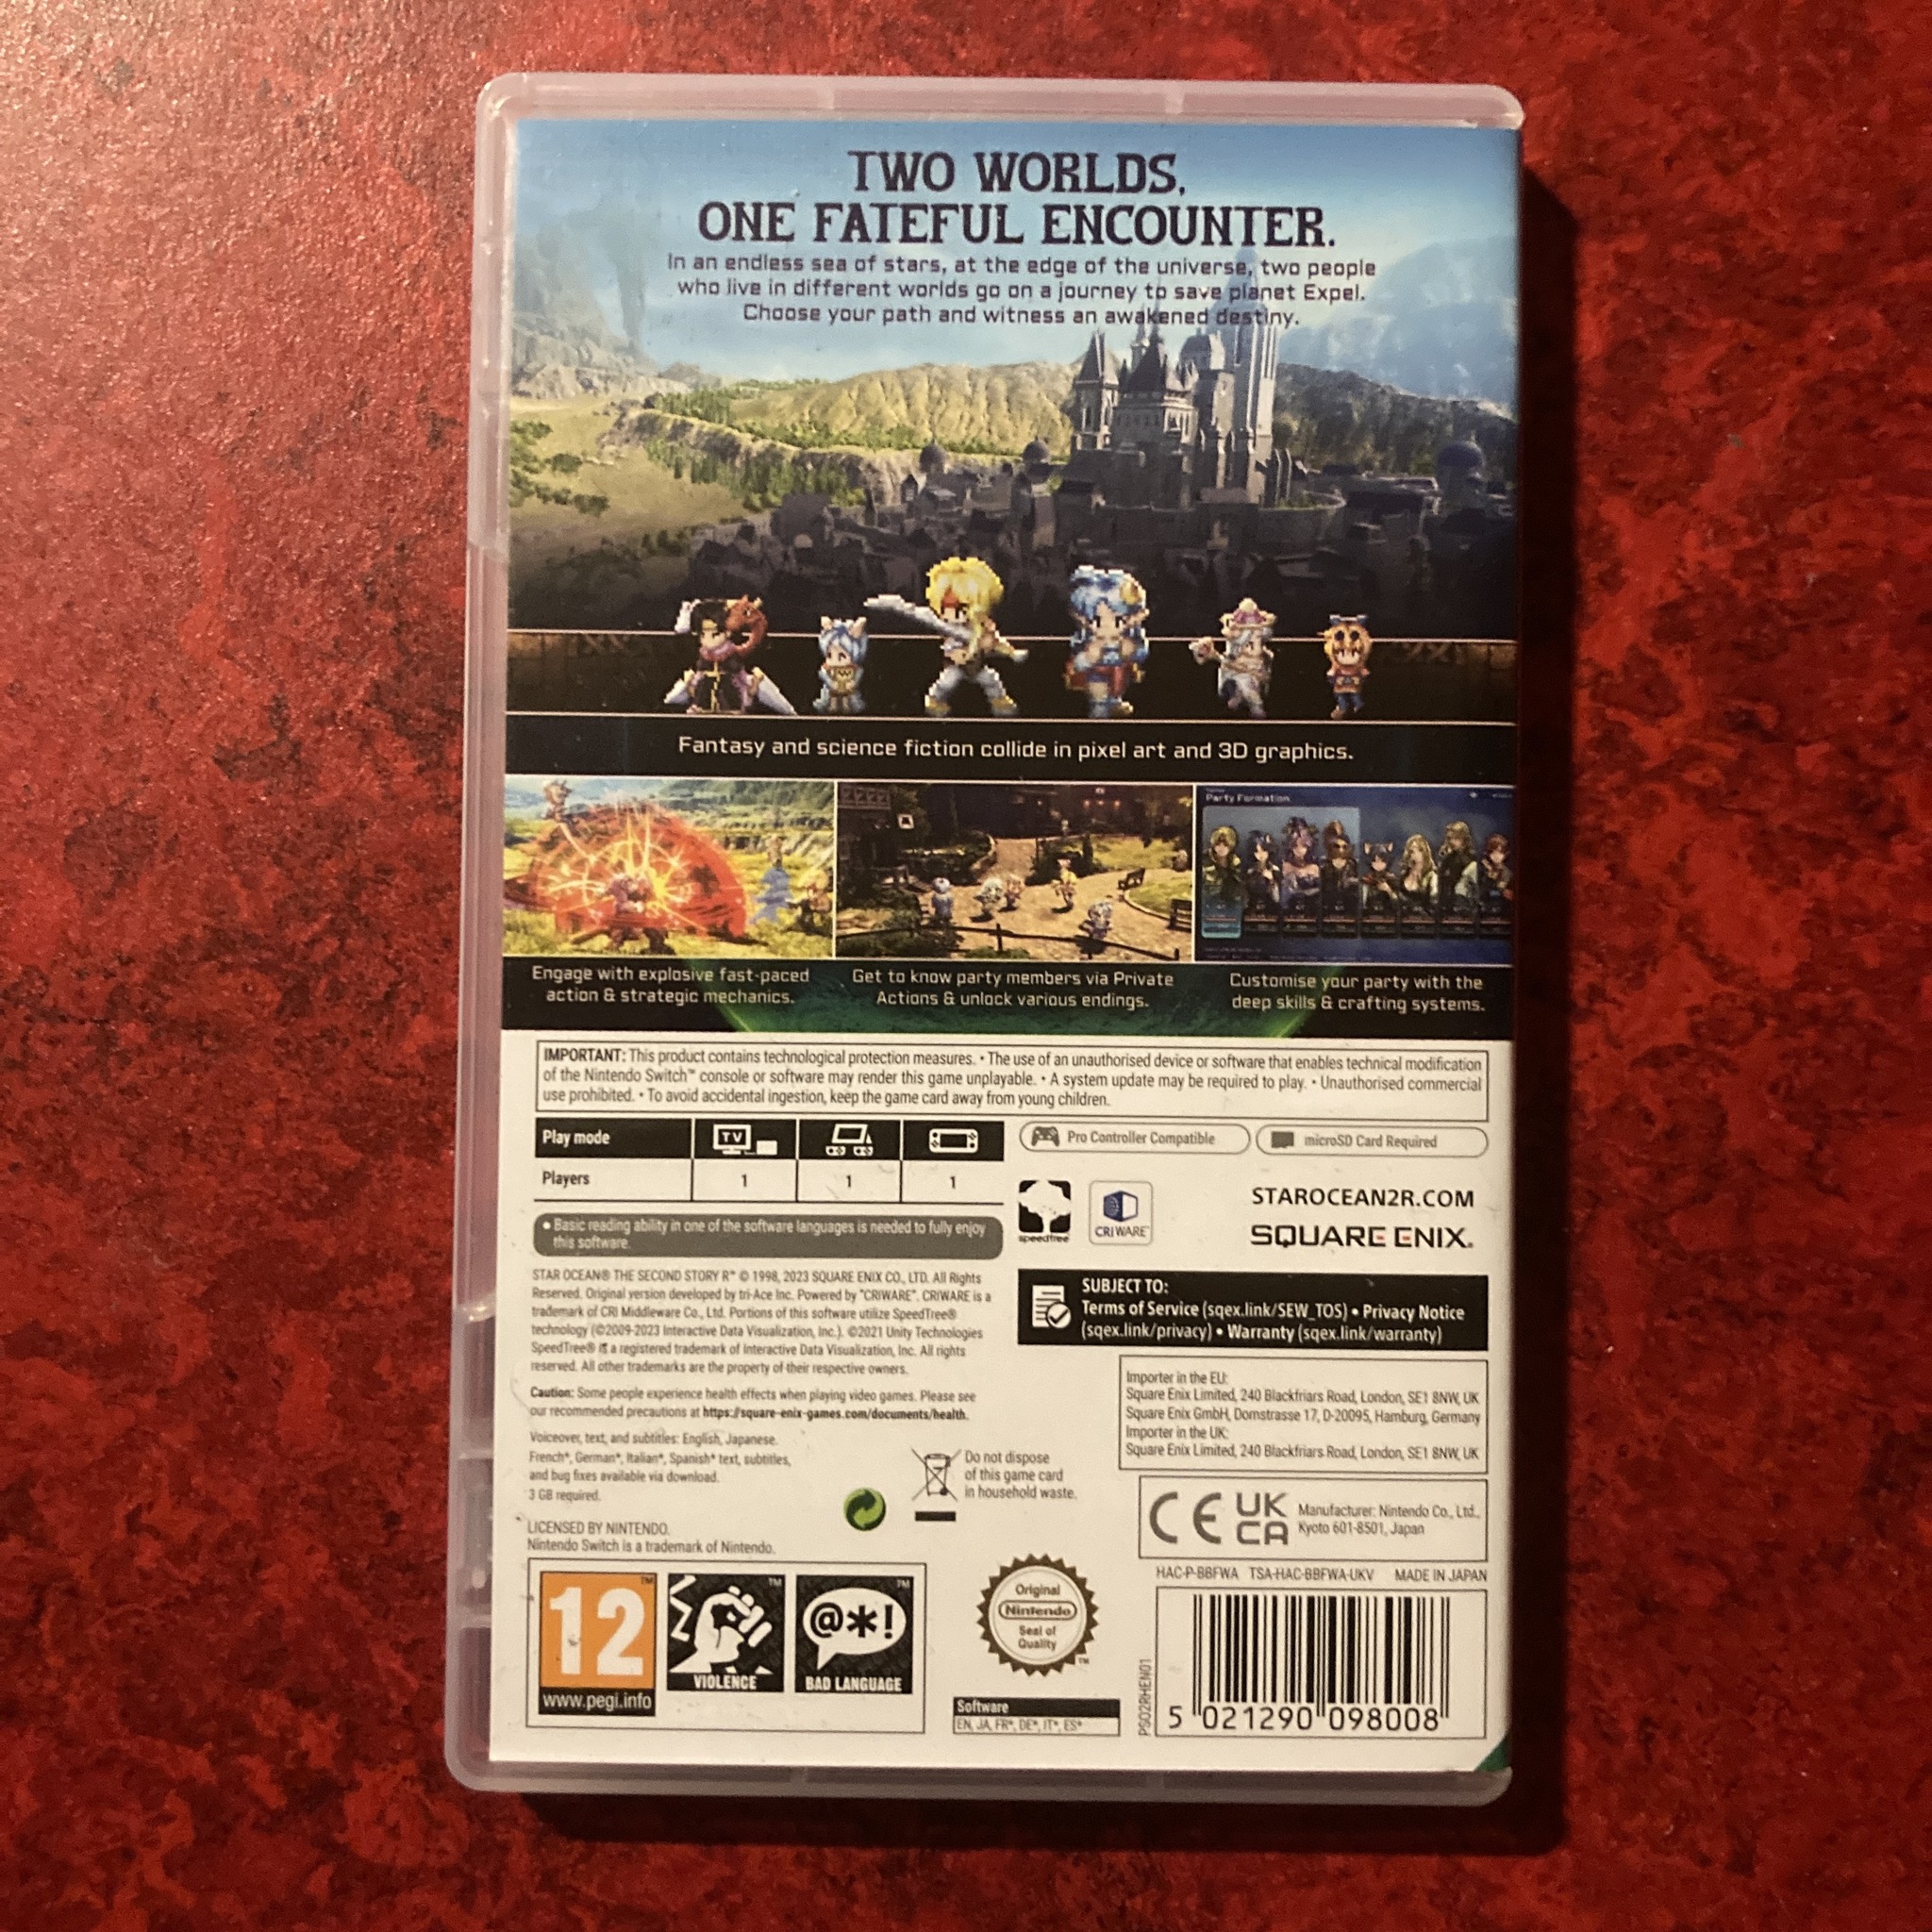 TWO WORLDS,
ONE FATEFUL ENCOUNTER.
In an endless sea of stars, at the edge of the universe, two people
who live in different worlds go on a journey to save planet Expel.
Choose your path and witness an awakened destiny.
Fantasy and science fiction collide in pixel art and 3D graphics.
Party Formation
Engage with explosive fast-paced
action & strategic mechanics.
Get to know party members via Private
Actions & unlock various endings.
Customise your party with the
deep skills & crafting systems.
IMPORTANT: This product contains technological protection measures. • The use of an unauthorised device or software that enables technical modification
of the Nintendo Switch™ console or software may render this game unplayable. • A system update may be required to play. • Unauthorised commercial
use prohibited. • To avoid accidental ingestion, keep the game card away from young children.
Play mode TV
Players 1 1 1
Pro Controller Compatible
microSD Card Required
• Basic reading ability in one of the software languages is needed to fully enjoy
this software.
speedtree
CRIWARE™
STAROCEAN2R.COM
SQUARE ENIX.
STAR OCEAN® THE SECOND STORY R™ © 1998, 2023 SQUARE ENIX CO., LTD. All Rights
Reserved. Original version developed by tri-Ace Inc. Powered by "CRIWARE". CRIWARE is a
trademark of CRI Middleware Co., Ltd. Portions of this software utilize SpeedTree®
technology (©2009-2023 Interactive Data Visualization, Inc.). ©2021 Unity Technologies
SpeedTree® is a registered trademark of Interactive Data Visualization, Inc. All rights
reserved. All other trademarks are the property of their respective owners.
Caution: Some people experience health effects when playing video games. Please see
our recommended precautions at https://square-enix-games.com/documents/health.
Voiceover, text, and subtitles: English, Japanese.
French*, German*, Italian*, Spanish* text, subtitles,
and bug fixes available via download.
3 GB required.
LICENSED BY NINTENDO.
Nintendo Switch is a trademark of Nintendo.
SUBJECT TO:
Terms of Service (sqex.link/SEW_TOS) • Privacy Notice
(sqex.link/privacy) • Warranty (sqex.link/warranty)
Importer in the EU:
Square Enix Limited, 240 Blackfriars Road, London, SE1 8NW, UK
Square Enix GmbH, Domstrasse 17, D-20095, Hamburg, Germany
Importer in the UK:
Square Enix Limited, 240 Blackfriars Road, London, SE1 8NW, UK
Do not dispose
of this game card
in household waste.
CE UK
CA
Manufacturer: Nintendo Co., Ltd.,
Kyoto 601-8501, Japan
HAC-P-BBFWA TSA-HAC-BBFWA-UKV MADE IN JAPAN
12™
www.pegi.info
™
VIOLENCE
@*!™
BAD LANGUAGE
Original
Nintendo
Seal of
Quality
™
Software
EN, JA, FR*, DE*, IT*, ES*
PSO2RHEN01
5 021290 098008